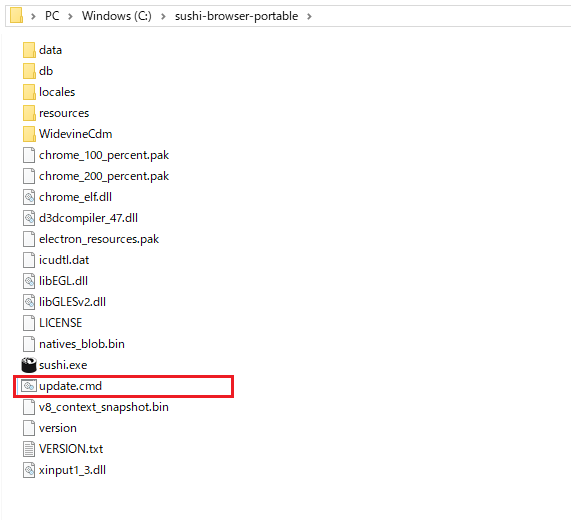 PC > Windows (C:) > sushi-browser-portable >
data
db
locales
resources
WidevineCdm
chrome_100_percent.pak
chrome_200_percent.pak
chrome_elf.dll
d3dcompiler_47.dll
electron_resources.pak
icudtl.dat
libEGL.dll
libGLESv2.dll
LICENSE
natives_blob.bin
sushi.exe
update.cmd
v8_context_snapshot.bin
version
VERSION.txt
xinput1_3.dll